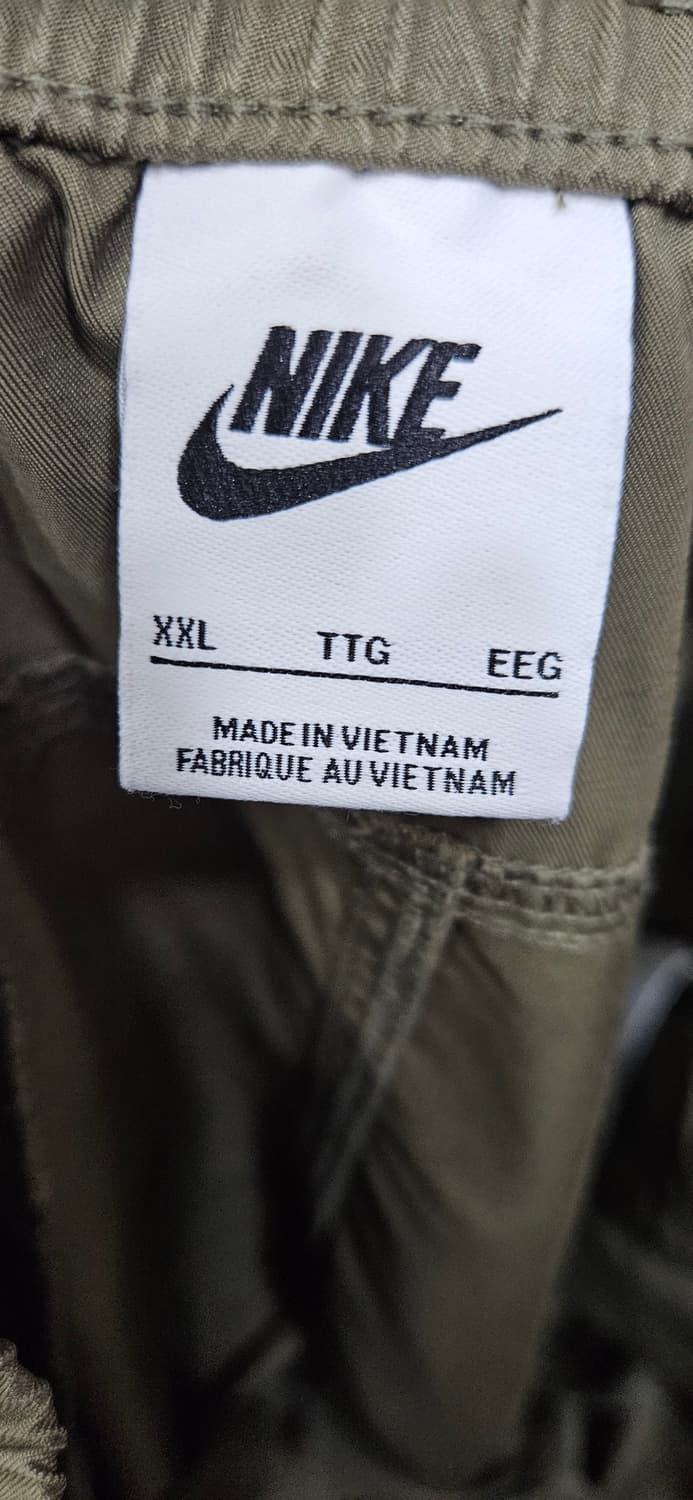 NIKE
XXL TTG EEG
MADE IN VIETNAM
FABRIQUE AU VIETNAM